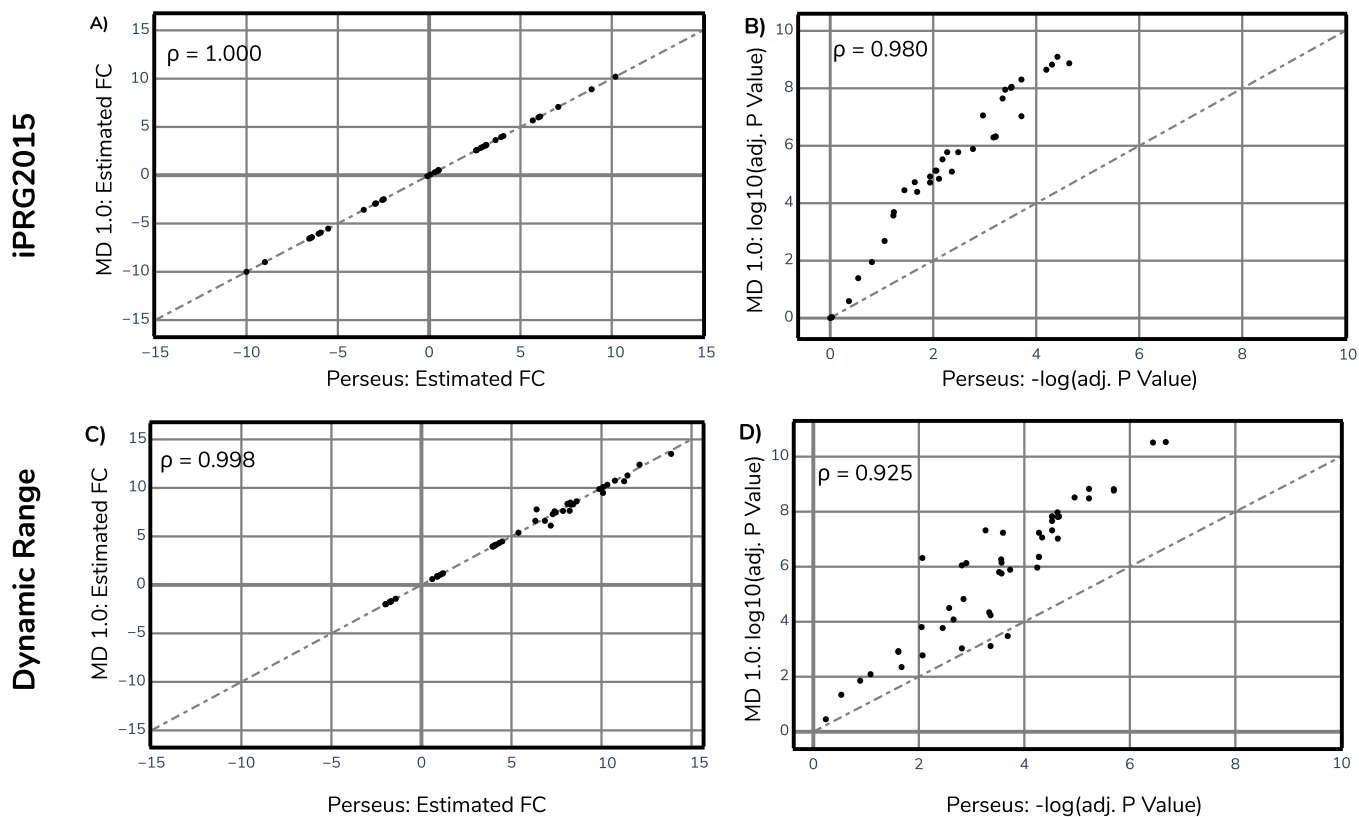 iPRG2015
A)
ρ = 1.000
MD 1.0: Estimated FC
15
10
5
0
−5
−10
−15
−15 −10 −5 0 5 10 15
Perseus: Estimated FC
B)
ρ = 0.980
MD 1.0: log10(adj. P Value)
10
8
6
4
2
0
0 2 4 6 8 10
Perseus: -log(adj. P Value)
Dynamic Range
C)
ρ = 0.998
MD 1.0: Estimated FC
15
10
5
0
−5
−10
−15
−15 −10 −5 0 5 10 15
Perseus: Estimated FC
D)
ρ = 0.925
MD 1.0: log10(adj. P Value)
10
8
6
4
2
0
0 2 4 6 8 10
Perseus: -log(adj. P Value)